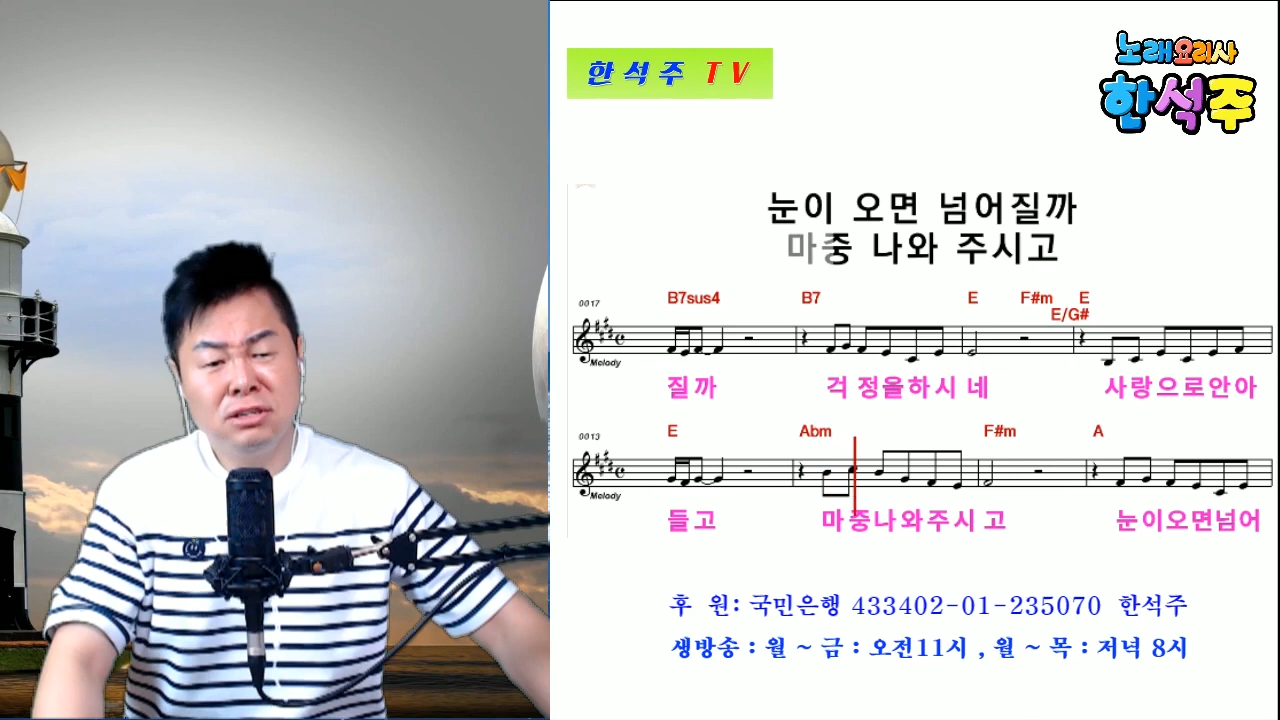 한석주 TV
노래요리사
한석주
눈이 오면 넘어질까
마중 나와 주시고
0017 B7sus4 B7 E F#m E
E/G#
Melody
질까 걱정을하시네 사랑으로안아
0013 E Abm F#m A
Melody
들고 마중나와주시고 눈이오면넘어
후 원: 국민은행 433402-01-235070 한석주
생방송 : 월 ~ 금 : 오전11시 , 월 ~ 목 : 저녁 8시